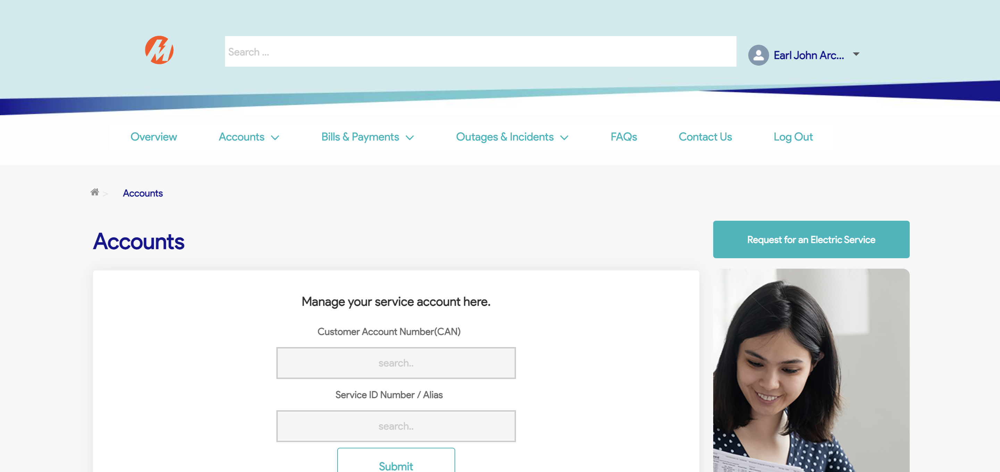 Search ...
Earl John Arc...
Overview
Accounts
Bills & Payments
Outages & Incidents
FAQs
Contact Us
Log Out
> Accounts
Accounts
Request for an Electric Service
Manage your service account here.
Customer Account Number(CAN)
search..
Service ID Number / Alias
search..
Submit